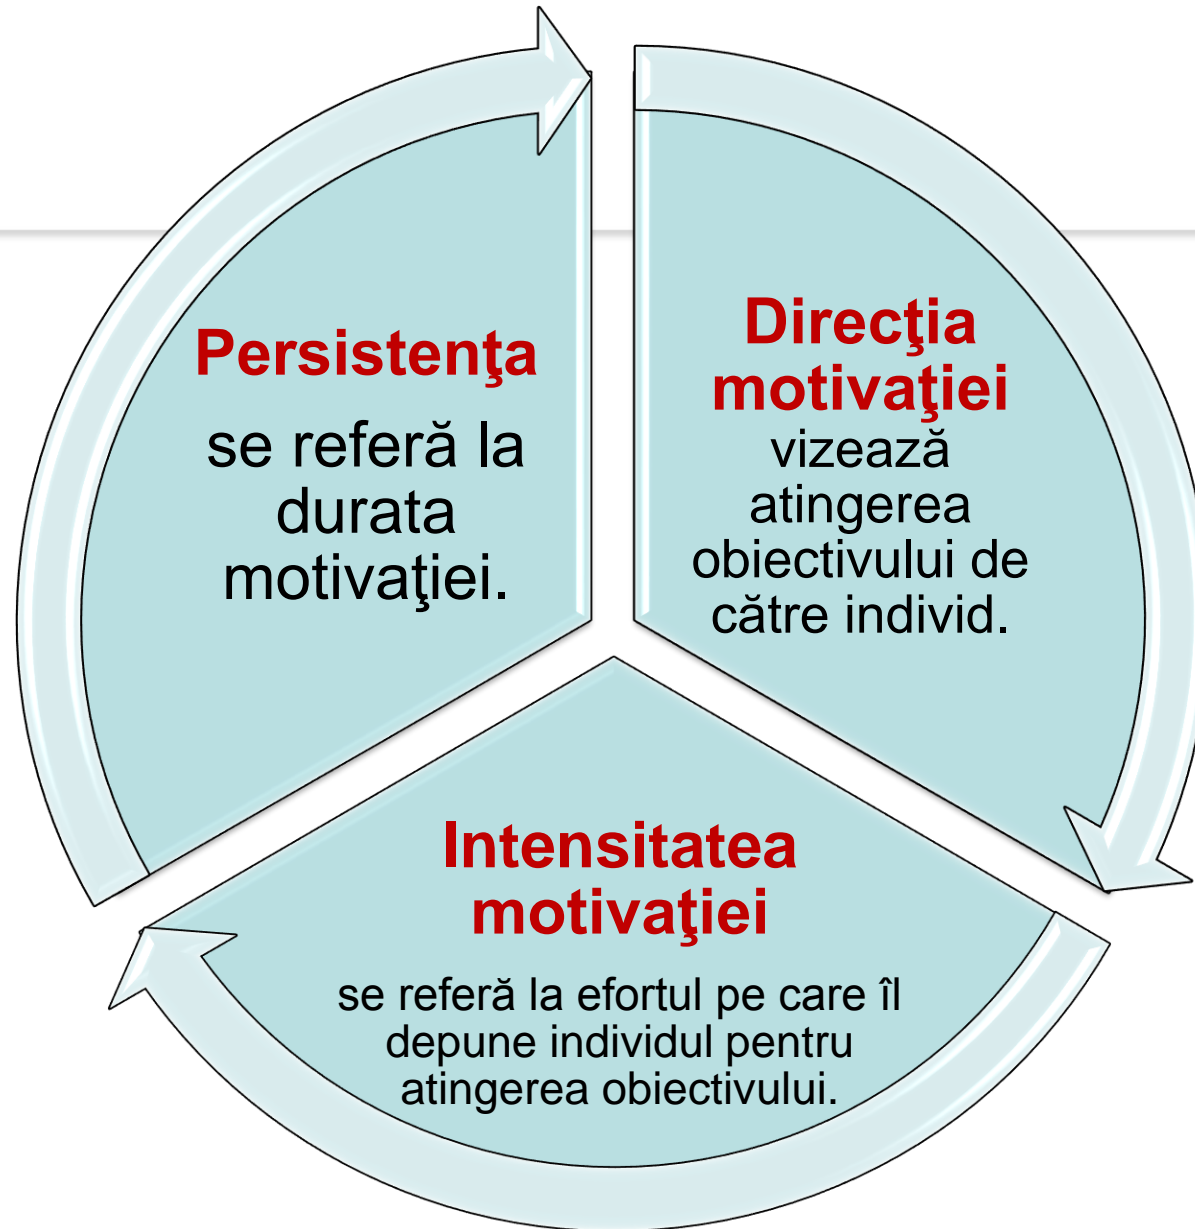 Persistenţa
se referă la
durata
motivaţiei.
Direcţia
motivaţiei
vizează
atingerea
obiectivului de
către individ.
Intensitatea
motivaţiei
se referă la efortul pe care îl
depune individul pentru
atingerea obiectivului.